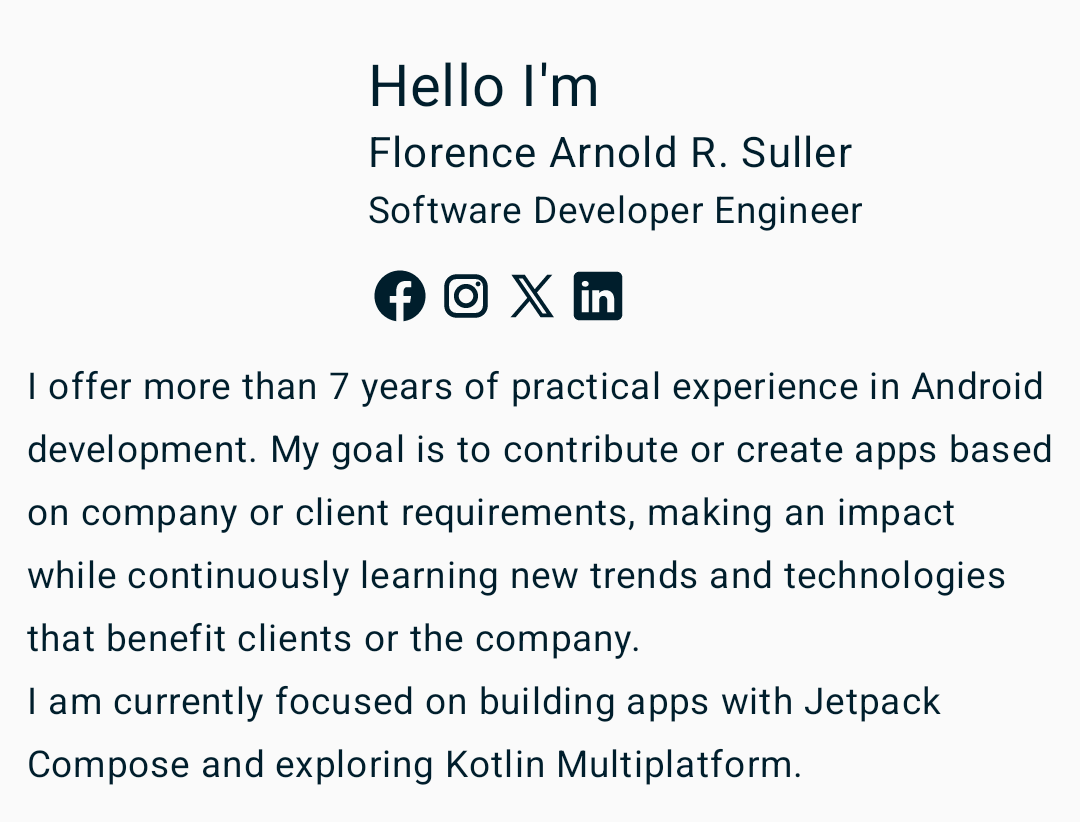 Hello I'm
Florence Arnold R. Suller
Software Developer Engineer
I offer more than 7 years of practical experience in Android
development. My goal is to contribute or create apps based
on company or client requirements, making an impact
while continuously learning new trends and technologies
that benefit clients or the company.
I am currently focused on building apps with Jetpack
Compose and exploring Kotlin Multiplatform.